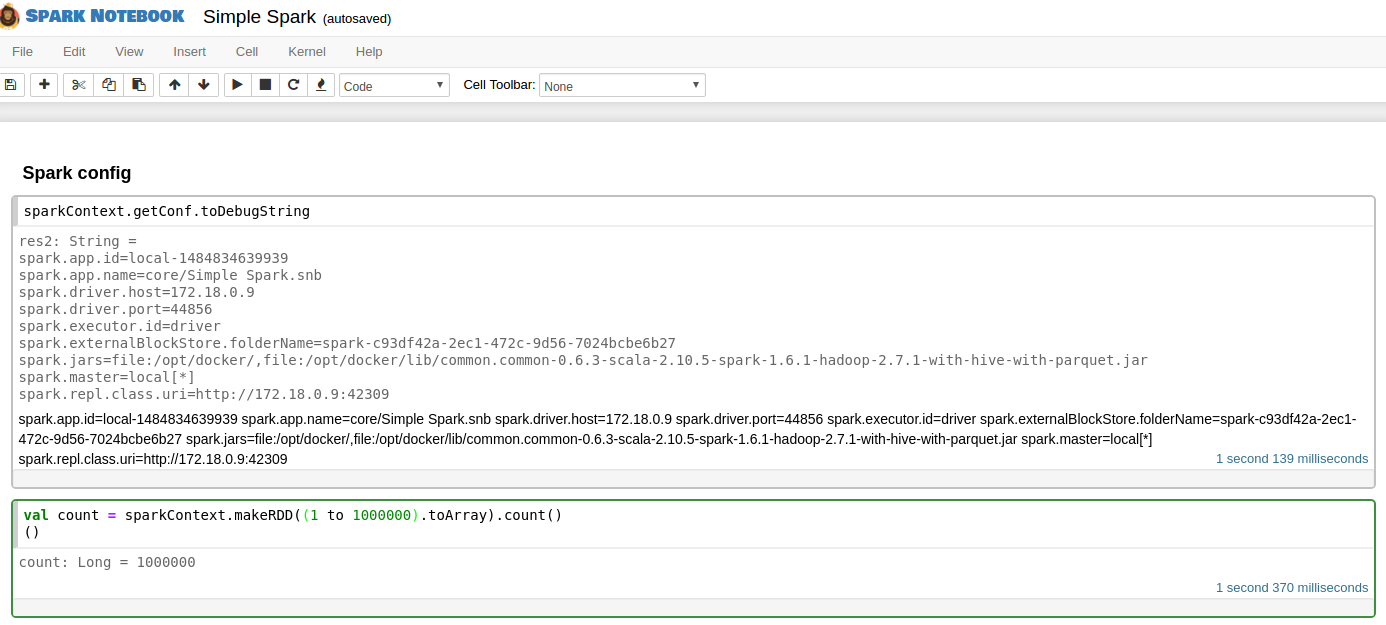 SPARK NOTEBOOK Simple Spark (autosaved)
File Edit View Insert Cell Kernel Help
Code Cell Toolbar: None
Spark config
sparkContext.getConf.toDebugString
res2: String =
spark.app.id=local-1484834639939
spark.app.name=core/Simple Spark.snb
spark.driver.host=172.18.0.9
spark.driver.port=44856
spark.executor.id=driver
spark.externalBlockStore.folderName=spark-c93df42a-2ec1-472c-9d56-7024bcbe6b27
spark.jars=file:/opt/docker/,file:/opt/docker/lib/common.common-0.6.3-scala-2.10.5-spark-1.6.1-hadoop-2.7.1-with-hive-with-parquet.jar
spark.master=local[*]
spark.repl.class.uri=http://172.18.0.9:42309
spark.app.id=local-1484834639939 spark.app.name=core/Simple Spark.snb spark.driver.host=172.18.0.9 spark.driver.port=44856 spark.executor.id=driver spark.externalBlockStore.folderName=spark-c93df42a-2ec1-
472c-9d56-7024bcbe6b27 spark.jars=file:/opt/docker/,file:/opt/docker/lib/common.common-0.6.3-scala-2.10.5-spark-1.6.1-hadoop-2.7.1-with-hive-with-parquet.jar spark.master=local[*]
spark.repl.class.uri=http://172.18.0.9:42309 1 second 139 milliseconds
val count = sparkContext.makeRDD((1 to 1000000).toArray).count()
()
count: Long = 1000000
1 second 370 milliseconds